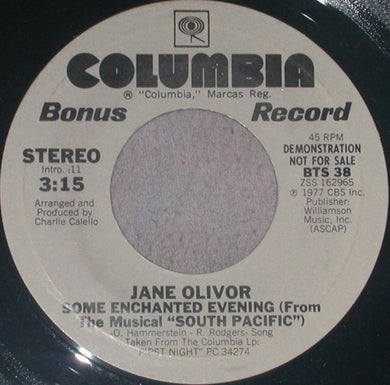 COLUMBIA
® "Columbia," Marcas Reg.
Bonus Record
45 RPM
DEMONSTRATION
NOT FOR SALE
BTS 38
ZSS 162965
℗ 1977 CBS Inc.
Publisher:
Williamson
Music, Inc.
(ASCAP)
STEREO
Intro. :11
3:15
Arranged and
Produced by
Charlie Calello
JANE OLIVOR
SOME ENCHANTED EVENING (From
The Musical "SOUTH PACIFIC")
-O. Hammerstein - R. Rodgers- Song
Taken From The Columbia Lp:
"FIRST NIGHT" PC 34274